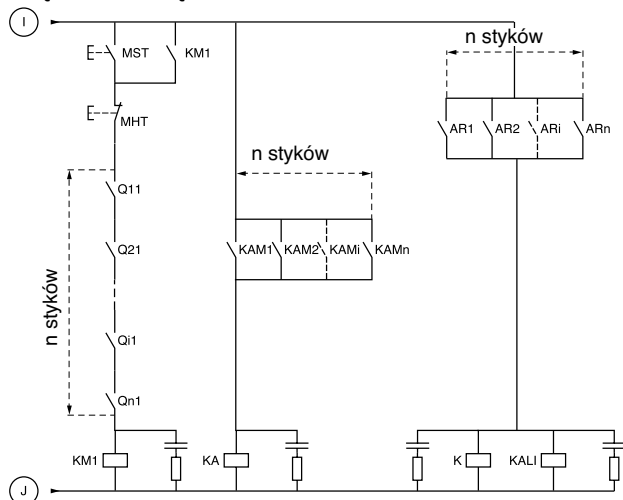 I
MST
KM1
n styków
MHT
AR1
AR2
ARi
ARn
n styków
Q11
Q21
KAM1
KAM2
KAMi
KAMn
n styków
Qi1
Qn1
KM1
KA
K
KALI
J